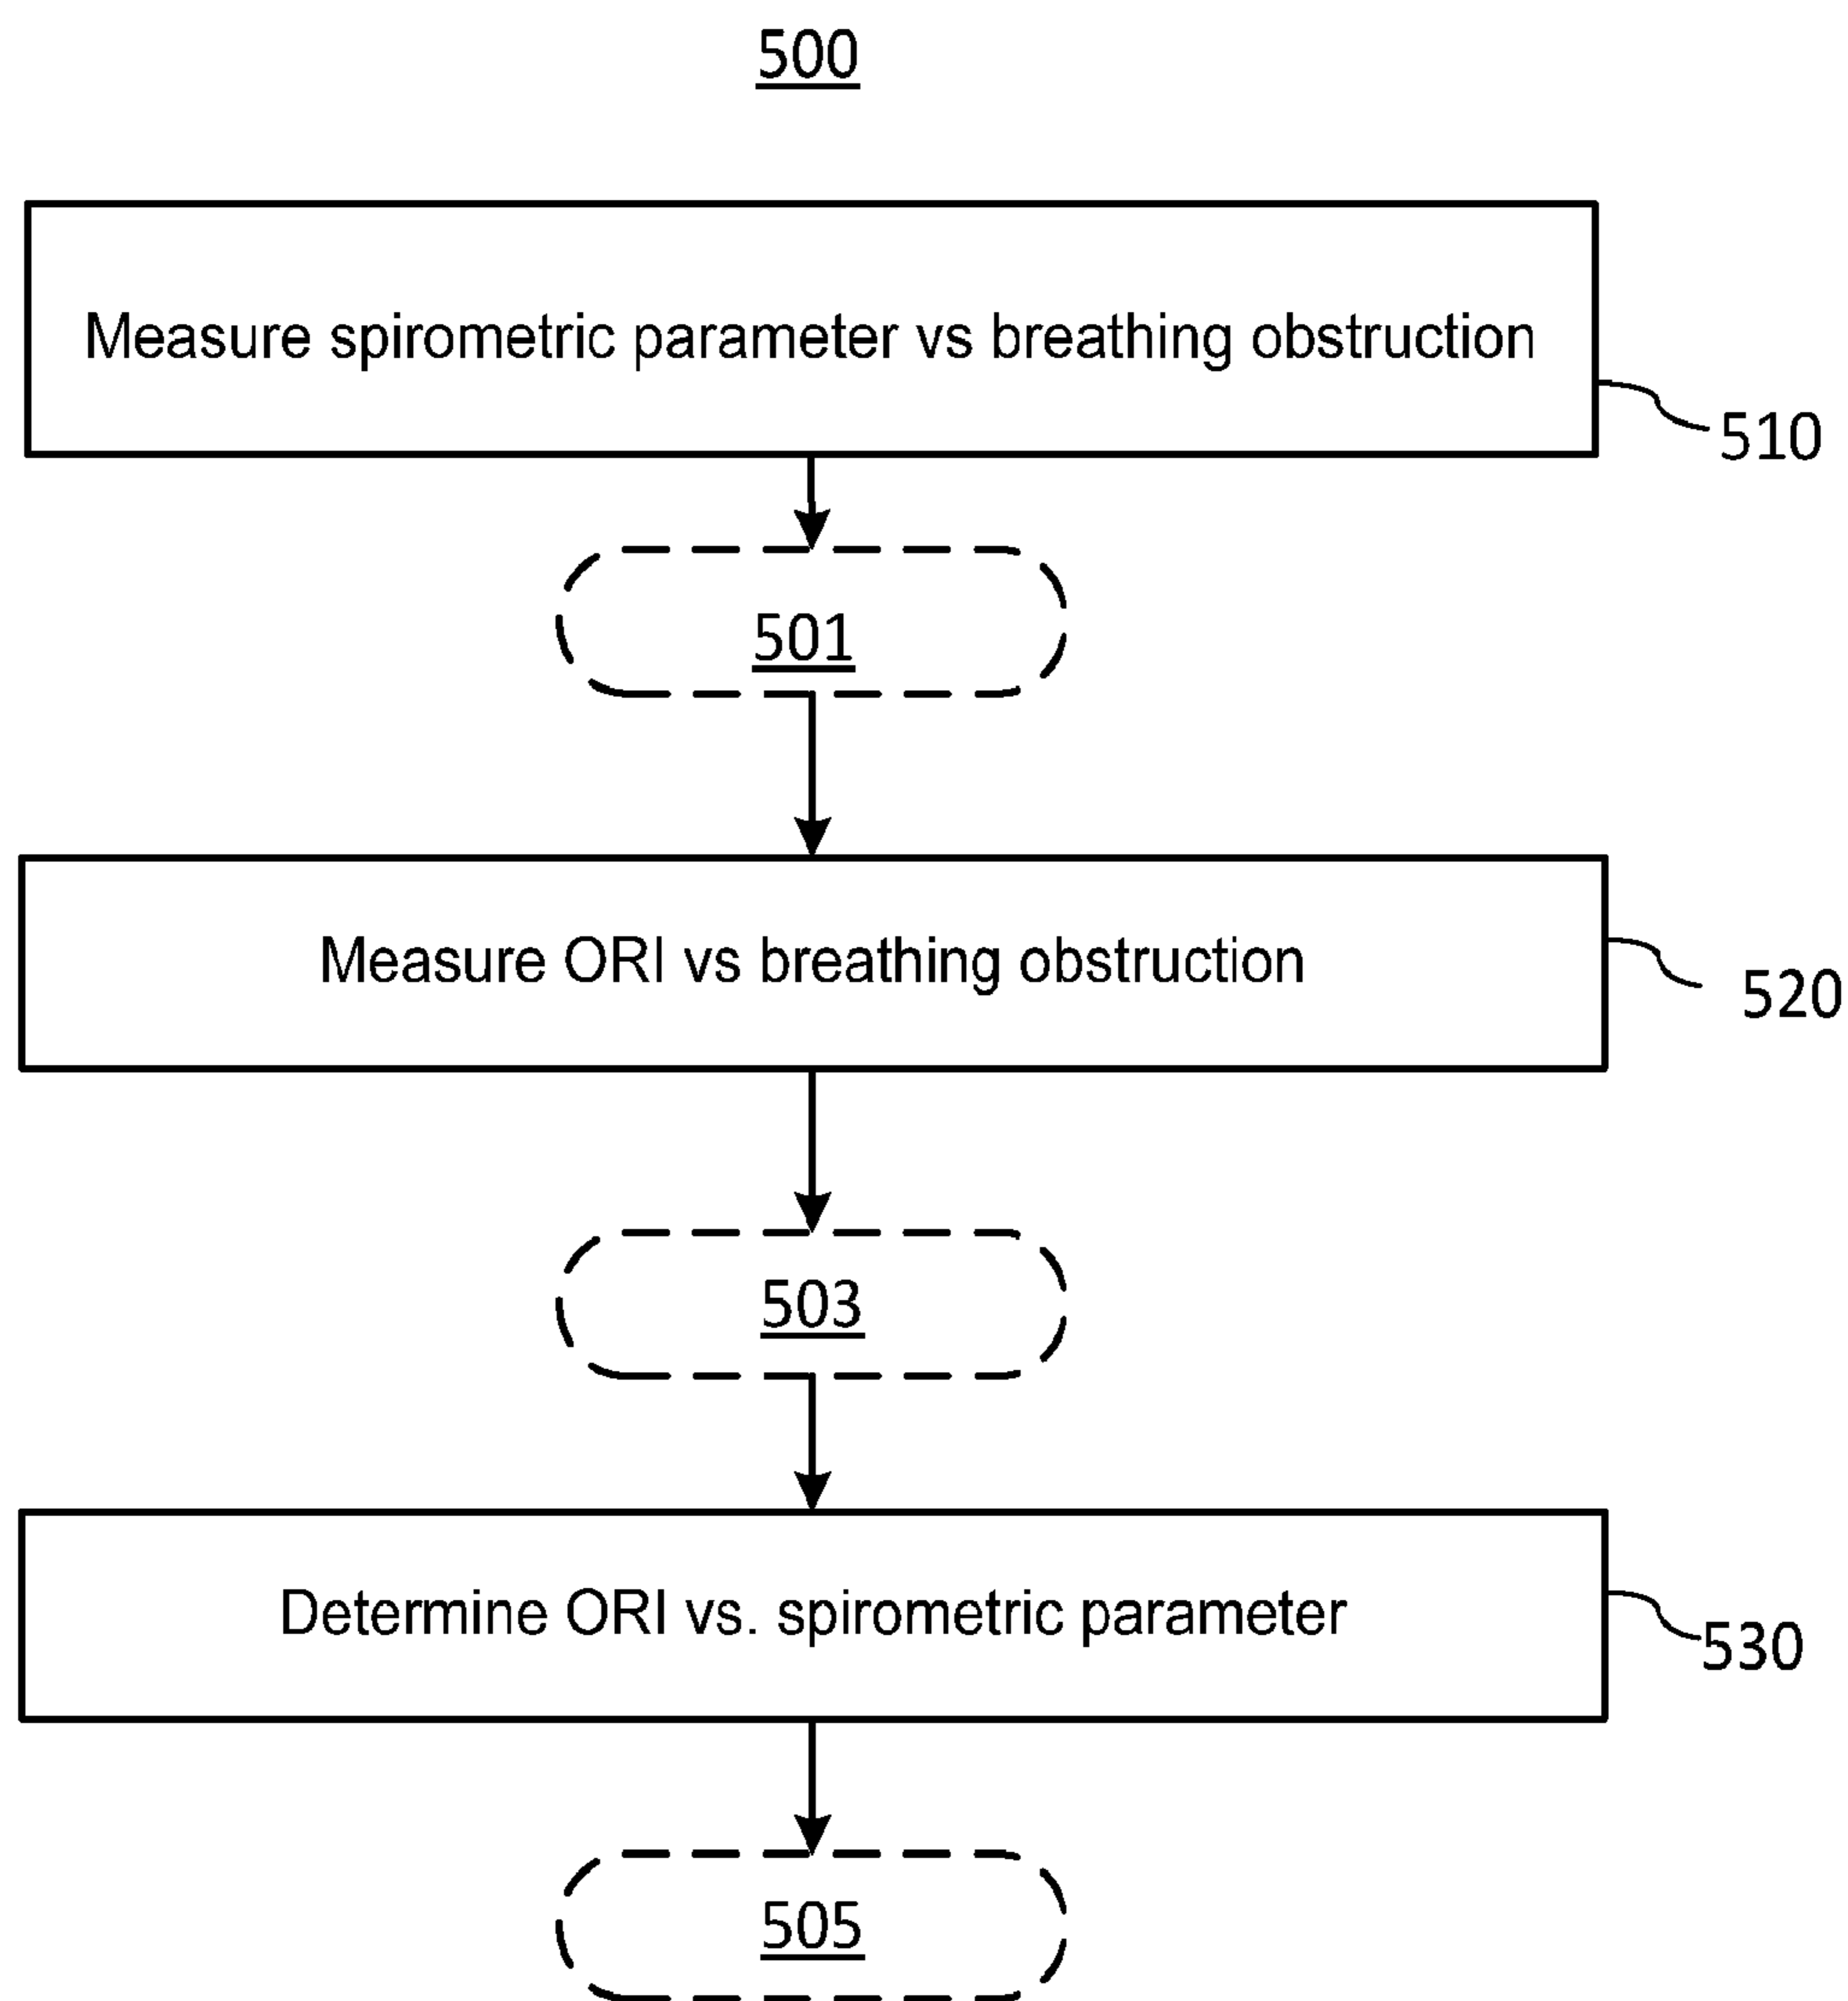 500
Measure spirometric parameter vs breathing obstruction
510
501
Measure ORI vs breathing obstruction
520
503
Determine ORI vs. spirometric parameter
530
505